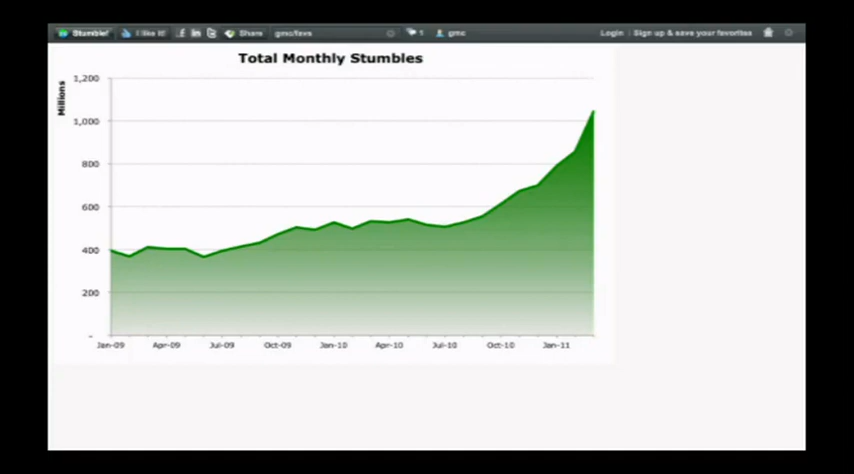 Stumble! I like it! Share gmc/favs 1 gmc Login Sign up & save your favorites
Total Monthly Stumbles
Millions
1,200
1,000
800
600
400
200
-
Jan-09 Apr-09 Jul-09 Oct-09 Jan-10 Apr-10 Jul-10 Oct-10 Jan-11